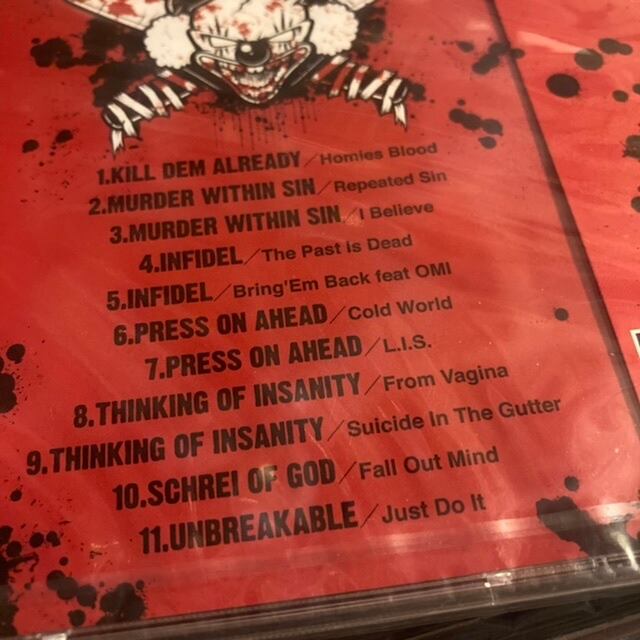 1.KILL DEM ALREADY/Homies Blood
2.MURDER WITHIN SIN/Repeated Sin
3.MURDER WITHIN SIN/I Believe
4.INFIDEL/The Past is Dead
5.INFIDEL/Bring'Em Back feat OMI
6.PRESS ON AHEAD/Cold World
7.PRESS ON AHEAD/L.I.S.
8.THINKING OF INSANITY/From Vagina
9.THINKING OF INSANITY/Suicide In The Gutter
10.SCHREI OF GOD/Fall Out Mind
11.UNBREAKABLE/Just Do It